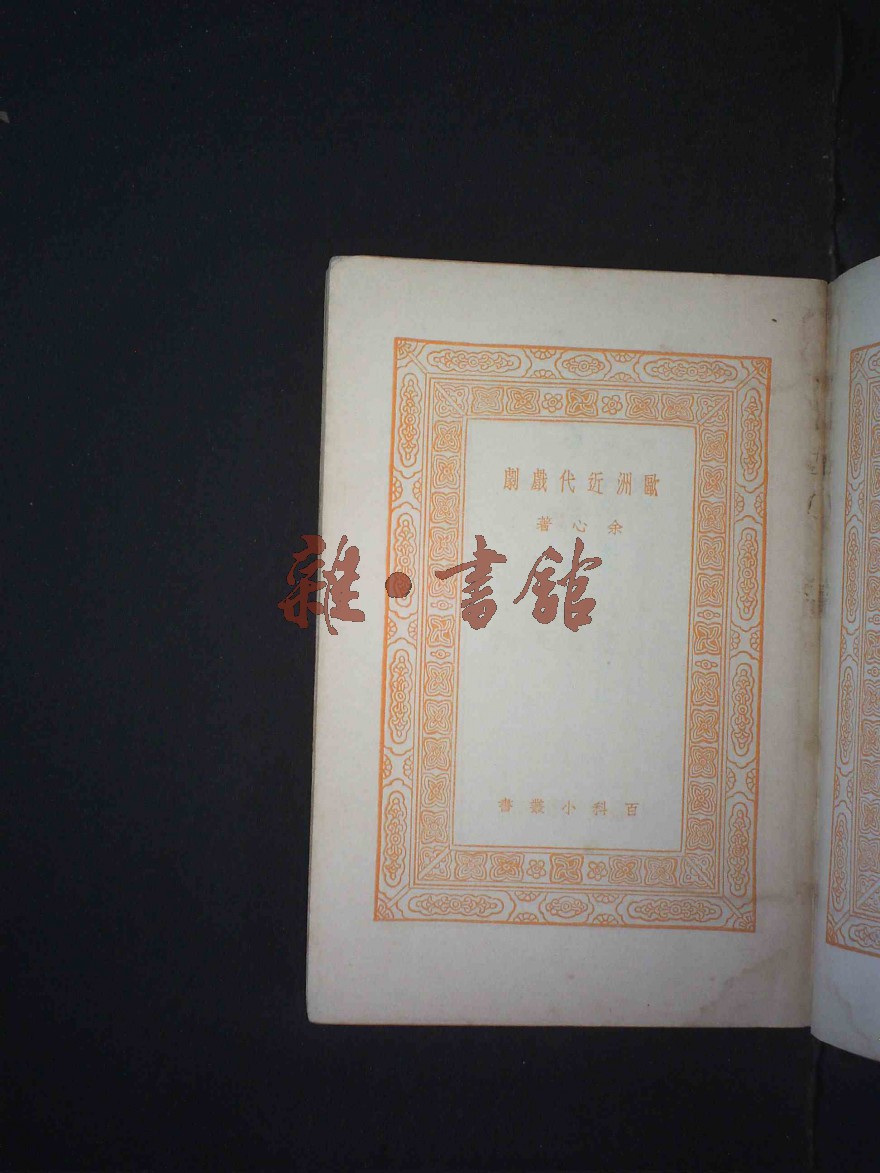 歐洲近代戲劇
余心著
雜·書館
百科小叢書